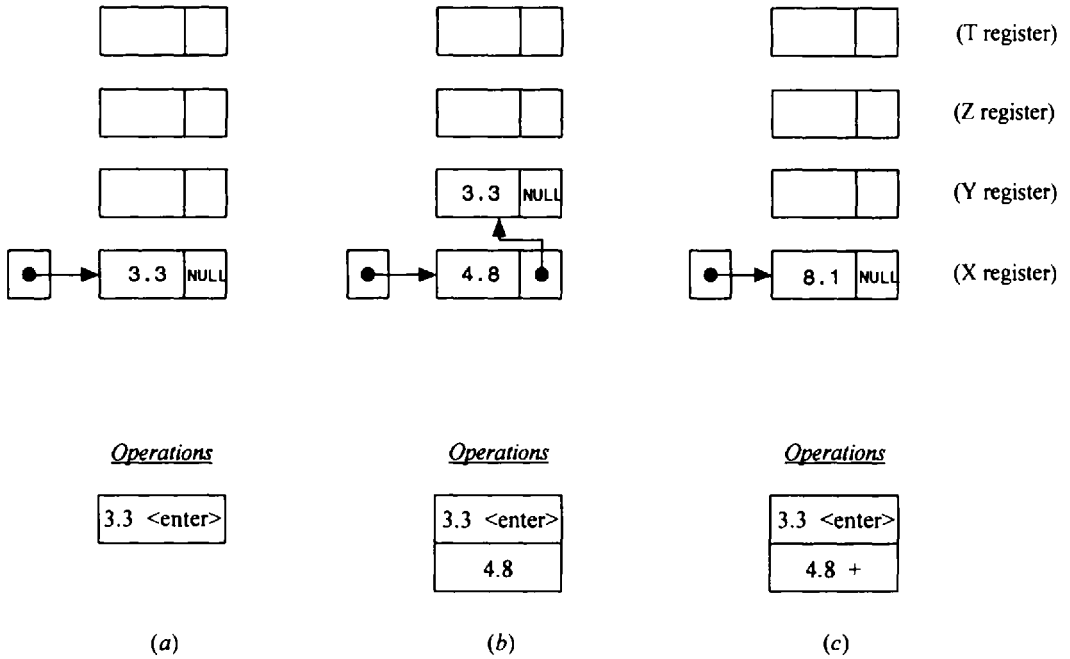 (T register)
(Z register)
3.3 NULL (Y register)
3.3 NULL 4.8 8.1 NULL (X register)
Operations Operations Operations
3.3 <enter> 3.3 <enter> 3.3 <enter>
4.8 4.8 +
(a) (b) (c)